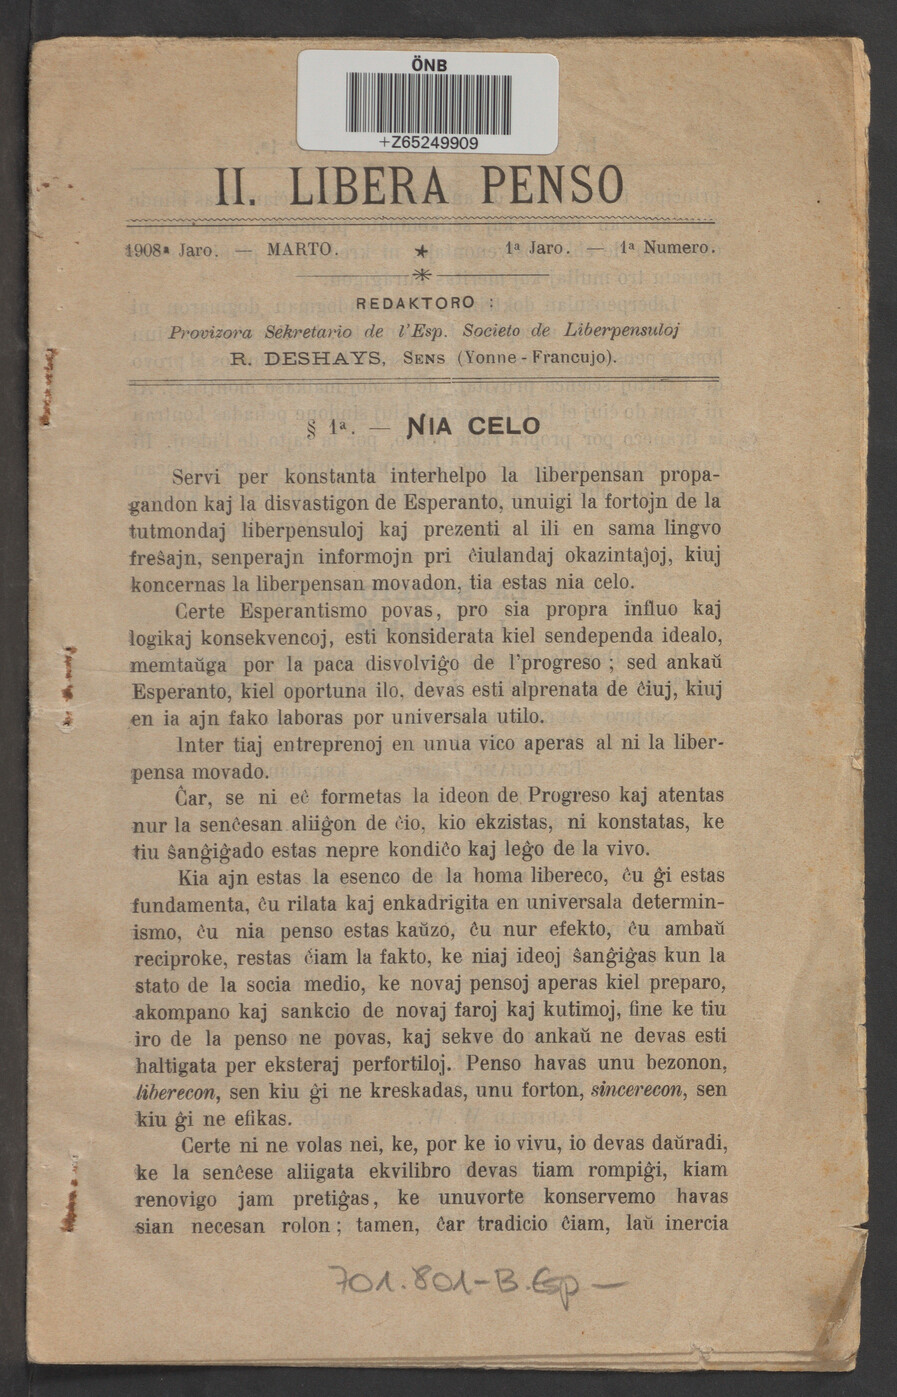 ÖNB
+Z65249909
II. LIBERA PENSO
1908ª Jaro. — MARTO. ★ 1ª Jaro. — 1ª Numero.
REDAKTORO :
Provizora Sekretario de l'Esp. Societo de Liberpensuloj
R. DESHAYS, SENS (Yonne - Francujo).
§ 1ª. — NIA CELO
Servi per konstanta interhelpo la liberpensan propa-
gandon kaj la disvastigon de Esperanto, unuigi la fortojn de la
tutmondaj liberpensuloj kaj prezenti al ili en sama lingvo
freŝajn, senperajn informojn pri ĉiulandaj okazintaĵoj, kiuj
koncernas la liberpensan movadon, tia estas nia celo.
Certe Esperantismo povas, pro sia propra influo kaj
logikaj konsekvencoj, esti konsiderata kiel sendependa idealo,
memtaŭga por la paca disvolviĝo de l'progreso ; sed ankaŭ
Esperanto, kiel oportuna ilo, devas esti alprenata de ĉiuj, kiuj
en ia ajn fako laboras por universala utilo.
Inter tiaj entreprenoj en unua vico aperas al ni la liber-
pensa movado.
Ĉar, se ni eĉ formetas la ideon de Progreso kaj atentas
nur la senĉesan aliiĝon de ĉio, kio ekzistas, ni konstatas, ke
tiu ŝanĝiĝado estas nepre kondiĉo kaj leĝo de la vivo.
Kia ajn estas la esenco de la homa libereco, ĉu ĝi estas
fundamenta, ĉu rilata kaj enkadrigita en universala determin-
ismo, ĉu nia penso estas kaŭzo, ĉu nur efekto, ĉu ambaŭ
reciproke, restas ĉiam la fakto, ke niaj ideoj ŝanĝiĝas kun la
stato de la socia medio, ke novaj pensoj aperas kiel preparo,
akompano kaj sankcio de novaj faroj kaj kutimoj, fine ke tiu
iro de la penso ne povas, kaj sekve do ankaŭ ne devas esti
haltigata per eksteraj perfortiloj. Penso havas unu bezonon,
liberecon, sen kiu ĝi ne kreskadas, unu forton, sincerecon, sen
kiu ĝi ne efikas.
Certe ni ne volas nei, ke, por ke io vivu, io devas daŭradi,
ke la senĉese aliigata ekvilibro devas tiam rompiĝi, kiam
renovigo jam pretiĝas, ke unuvorte konservemo havas
sian necesan rolon ; tamen, ĉar tradicio ĉiam, laŭ inercia
701.801-B.Esp-